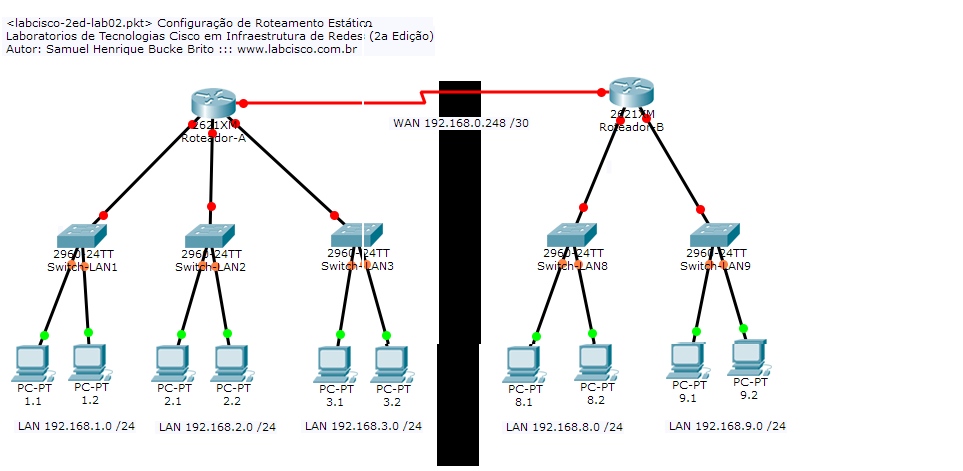 <labcisco-2ed-lab02.pkt> Configuração de Roteamento Estático
Laboratorios de Tecnologias Cisco em Infraestrutura de Redes (2a Edição)
Autor: Samuel Henrique Bucke Brito ::: www.labcisco.com.br
2621XM
Roteador-A
2621XM
Roteador-B
WAN 192.168.0.248 /30
2960-24TT
Switch-LAN1
2960-24TT
Switch-LAN2
2960-24TT
Switch-LAN3
2960-24TT
Switch-LAN8
2960-24TT
Switch-LAN9
PC-PT
1.1
PC-PT
1.2
PC-PT
2.1
PC-PT
2.2
PC-PT
3.1
PC-PT
3.2
PC-PT
8.1
PC-PT
8.2
PC-PT
9.1
PC-PT
9.2
LAN 192.168.1.0 /24
LAN 192.168.2.0 /24
LAN 192.168.3.0 /24
LAN 192.168.8.0 /24
LAN 192.168.9.0 /24